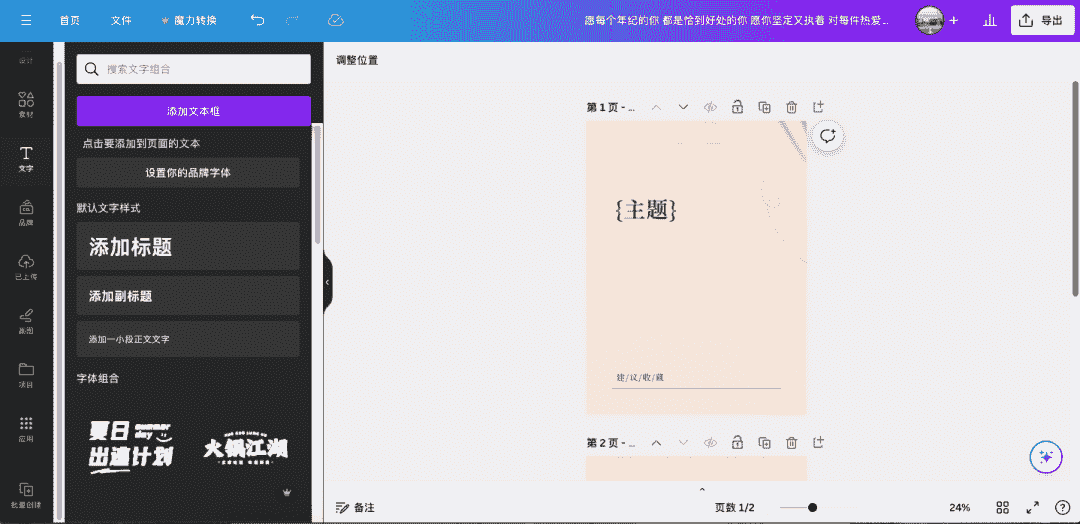 首页 文件 魔力转换 愿每个年纪的你 都是恰到好处的你 愿你坚定又执着 对每件热爱... + 导出
设计
素材
文字
品牌
已上传
画图
项目
应用
批量创建
搜索文字组合
添加文本框
点击要添加到页面的文本
设置你的品牌字体
默认文字样式
添加标题
添加副标题
添加一小段正文文字
字体组合
夏日 summer day
出逃计划
火锅江湖
调整位置
第 1 页 - ...
{主题}
建/议/收/藏
第 2 页 - ...
备注 页数 1/2 24%